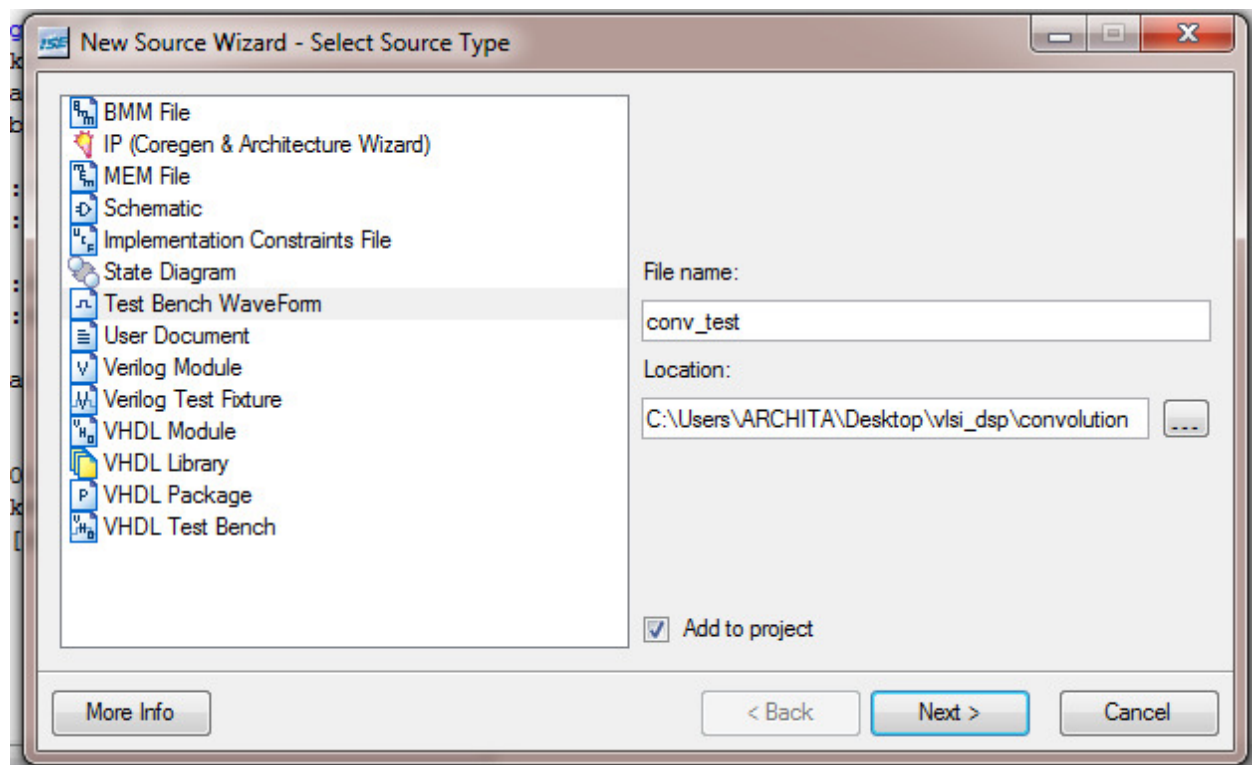 ISE New Source Wizard - Select Source Type
BMM File
IP (Coregen & Architecture Wizard)
MEM File
Schematic
Implementation Constraints File
State Diagram
Test Bench WaveForm
User Document
Verilog Module
Verilog Test Fixture
VHDL Module
VHDL Library
VHDL Package
VHDL Test Bench
File name:
conv_test
Location:
C:\Users\ARCHITA\Desktop\vlsi_dsp\convolution
...
Add to project
More Info
< Back
Next >
Cancel